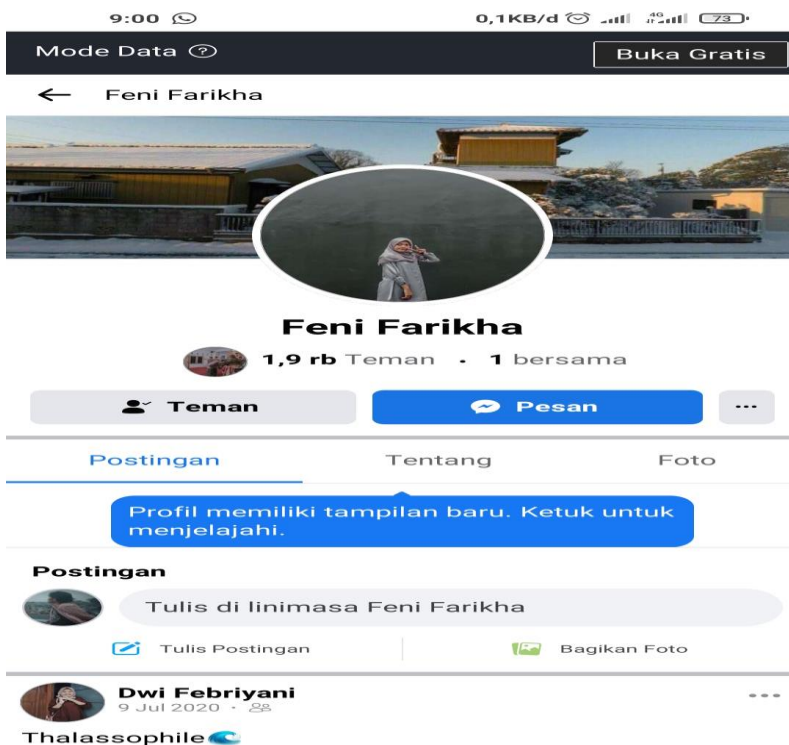 9:00
0,1KB/d 4G 73
Mode Data ?
Buka Gratis
Feni Farikha
Feni Farikha
1,9 rb Teman · 1 bersama
Teman
Pesan
Postingan
Tentang
Foto
Profil memiliki tampilan baru. Ketuk untuk
menjelajahi.
Postingan
Tulis di linimasa Feni Farikha
Tulis Postingan
Bagikan Foto
Dwi Febriyani
9 Jul 2020 ·
Thalassophile🌊